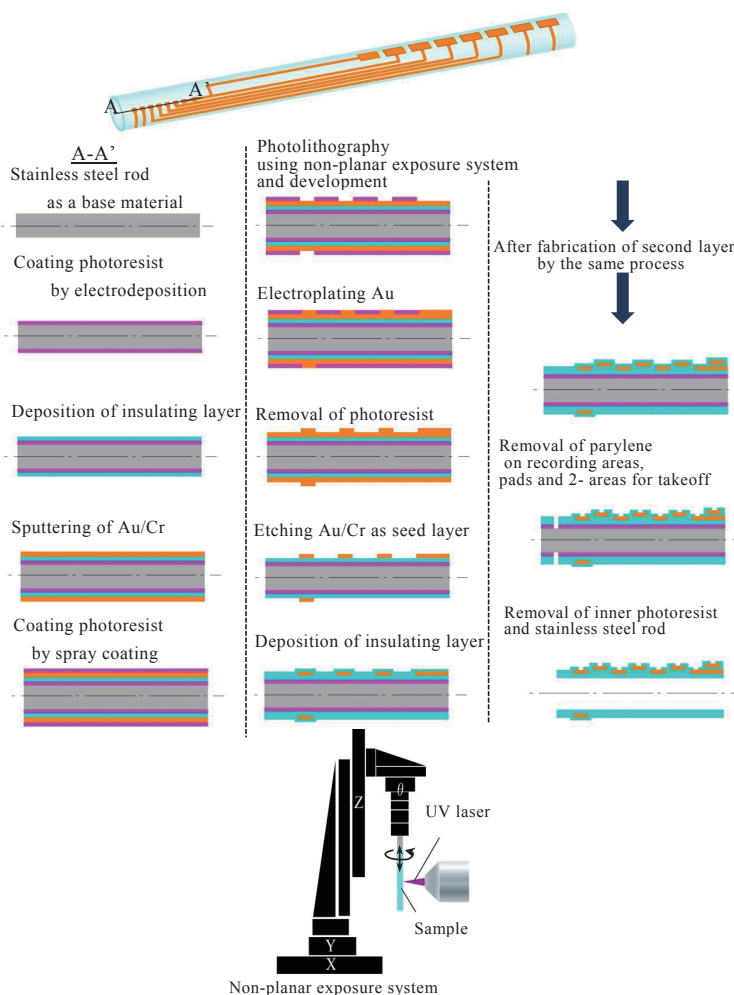 A
A'
A-A'
Stainless steel rod
as a base material
Coating photoresist
by electrodeposition
Deposition of insulating layer
Sputtering of Au/Cr
Coating photoresist
by spray coating
Photolithography
using non-planar exposure system
and development
Electroplating Au
Removal of photoresist
Etching Au/Cr as seed layer
Deposition of insulating layer
After fabrication of second layer
by the same process
Removal of parylene
on recording areas,
pads and 2- areas for takeoff
Removal of inner photoresist
and stainless steel rod
Z
θ
UV laser
Sample
Y
X
Non-planar exposure system